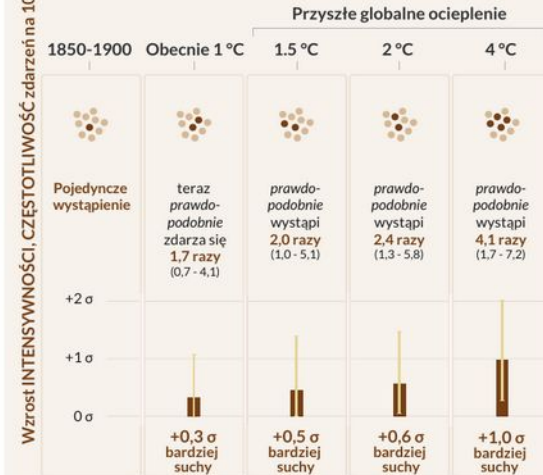 Przyszłe globalne ocieplenie
1850-1900 Obecnie 1 °C 1.5 °C 2 °C 4 °C
Pojedyncze
wystąpienie
teraz
prawdo-
podobnie
zdarza się
1,7 razy
(0,7 - 4,1)
prawdo-
podobnie
wystąpi
2,0 razy
(1,0 - 5,1)
prawdo-
podobnie
wystąpi
2,4 razy
(1,3 - 5,8)
prawdo-
podobnie
wystąpi
4,1 razy
(1,7 - 7,2)
Wzrost INTENSYWNOŚCI, CZĘSTOTLIWOŚĆ zdarzeń na 10
+2 σ
+1 σ
0 σ
+0,3 σ
bardziej
suchy
+0,5 σ
bardziej
suchy
+0,6 σ
bardziej
suchy
+1,0 σ
bardziej
suchy